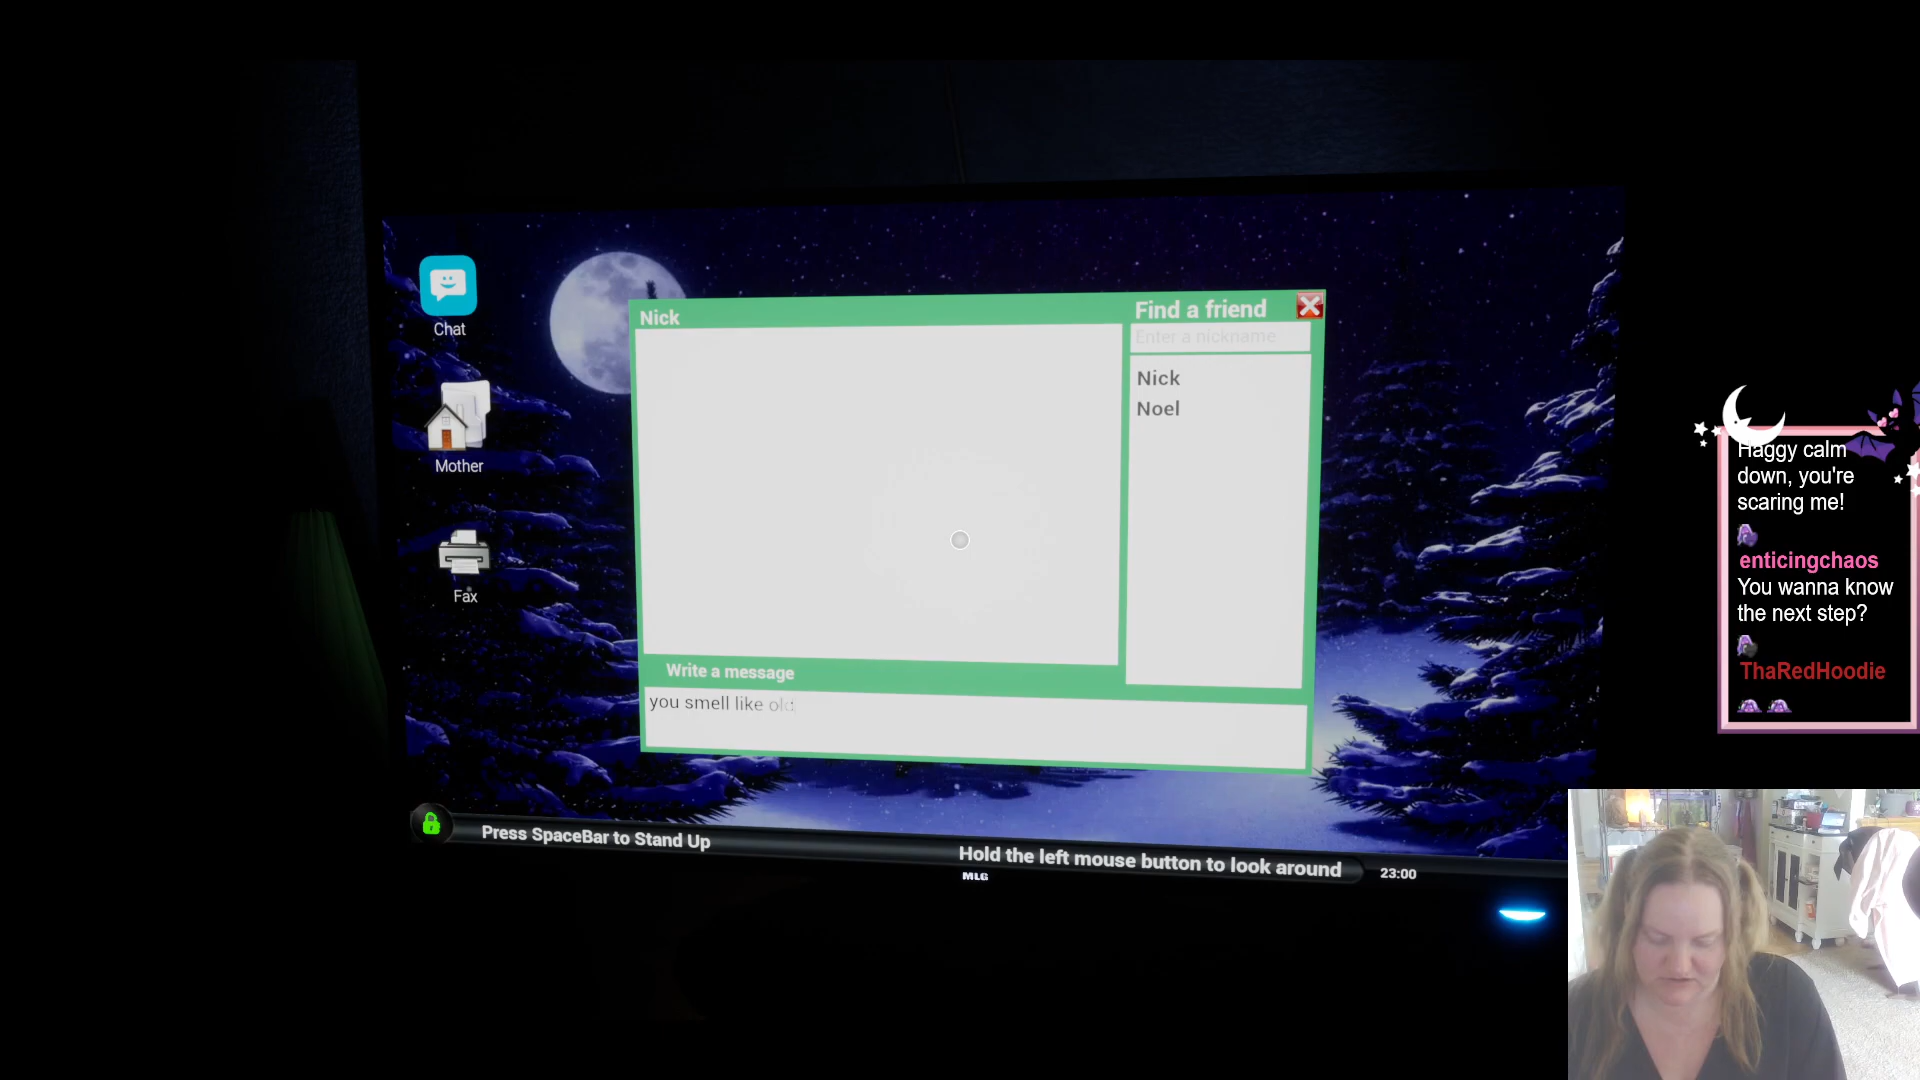 Chat
Mother
Fax
Nick
Find a friend
Enter a nickname
Nick
Noel
Write a message
you smell like old
Press SpaceBar to Stand Up
Hold the left mouse button to look around
23:00
MLG
Haggy calm
down, you're
scaring me!
enticingchaos
You wanna know
the next step?
ThaRedHoodie